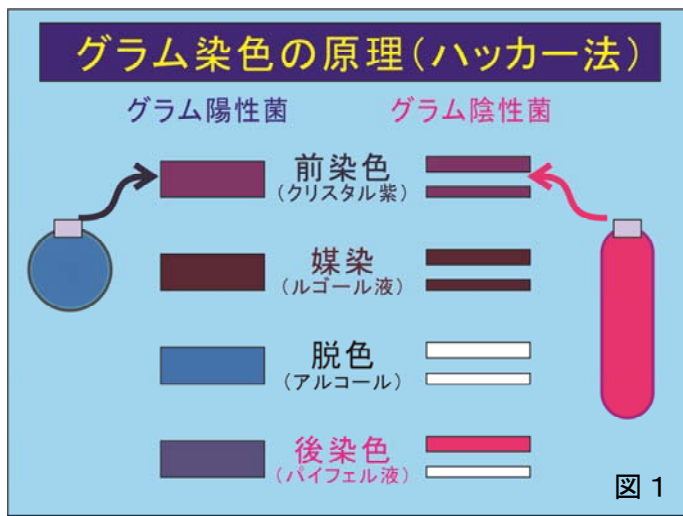 グラム染色の原理(ハッカー法)
グラム陽性菌
グラム陰性菌
前染色
(クリスタル紫)
媒染
(ルゴール液)
脱色
(アルコール)
後染色
(パイフェル液)
図1